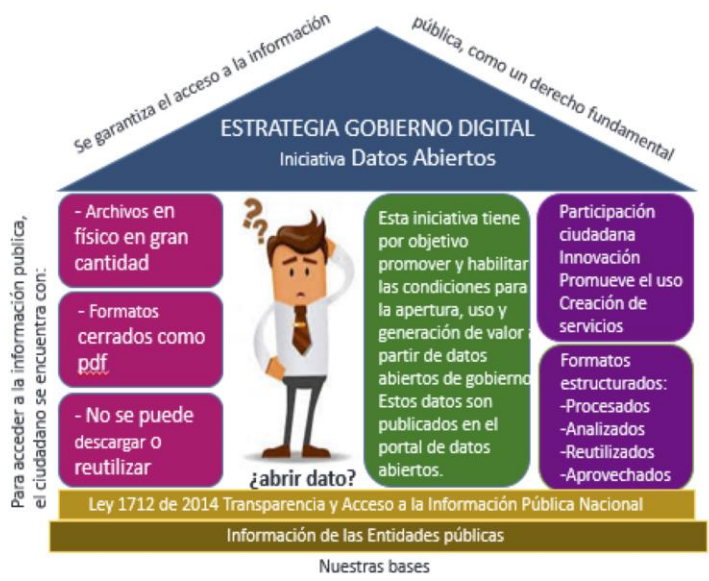 Se garantiza el acceso a la información
pública, como un derecho fundamental
ESTRATEGIA GOBIERNO DIGITAL
Iniciativa Datos Abiertos
Para acceder a la información publica,
el ciudadano se encuentra con:
- Archivos en
físico en gran
cantidad
- Formatos
cerrados como
pdf
- No se puede
descargar o
reutilizar
??
¿abrir dato?
Esta iniciativa tiene
por objetivo
promover y habilitar
las condiciones para
la apertura, uso y
generación de valor a
partir de datos
abiertos de gobierno
Estos datos son
publicados en el
portal de datos
abiertos.
Participación
ciudadana
Innovación
Promueve el uso
Creación de
servicios
Formatos
estructurados:
-Procesados
-Analizados
-Reutilizados
-Aprovechados
Ley 1712 de 2014 Transparencia y Acceso a la Información Pública Nacional
Información de las Entidades públicas
Nuestras bases